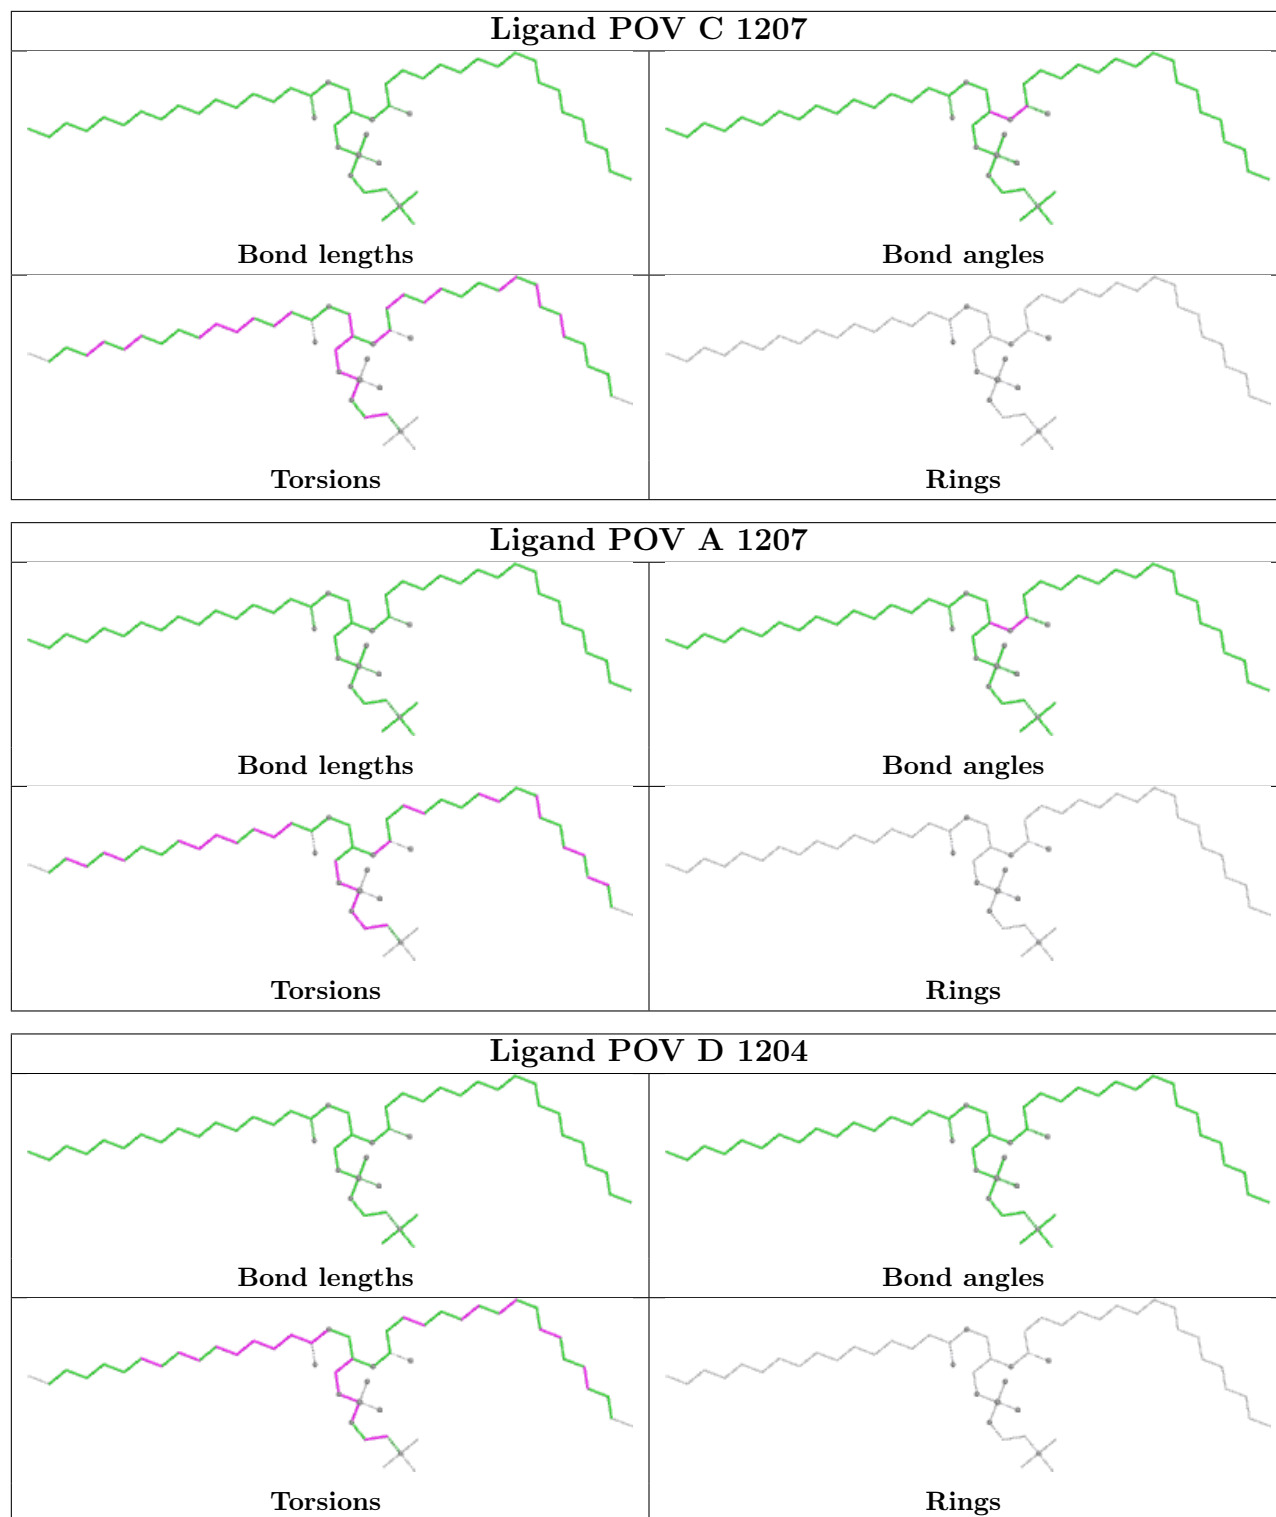 Ligand POV C 1207
Bond lengths
Bond angles
Torsions
Rings
Ligand POV A 1207
Bond lengths
Bond angles
Torsions
Rings
Ligand POV D 1204
Bond lengths
Bond angles
Torsions
Rings